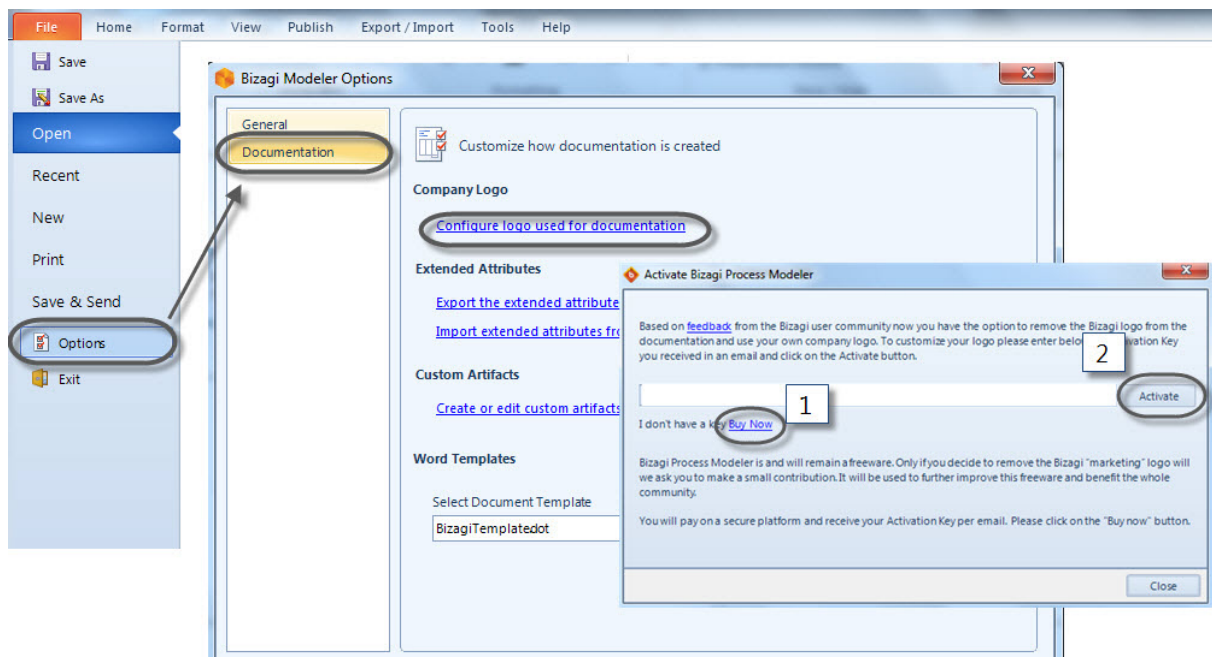 File Home Format View Publish Export / Import Tools Help
Save
Save As
Open
Recent
New
Print
Save & Send
Options
Exit
Bizagi Modeler Options
General
Documentation
Customize how documentation is created
Company Logo
Configure logo used for documentation
Extended Attributes
Export the extended attribute
Import extended attributes fr
Custom Artifacts
Create or edit custom artifacts
Word Templates
Select Document Template
BizagiTemplate.dot
Activate Bizagi Process Modeler
Based on feedback from the Bizagi user community now you have the option to remove the Bizagi logo from the
documentation and use your own company logo. To customize your logo please enter belo vation Key
you received in an email and click on the Activate button.
2
Activate
1
I don't have a key Buy Now
Bizagi Process Modeler is and will remain a freeware. Only if you decide to remove the Bizagi "marketing" logo will
we ask you to make a small contribution. It will be used to further improve this freeware and benefit the whole
community.
You will pay on a secure platform and receive your Activation Key per email. Please click on the "Buy now" button.
Close